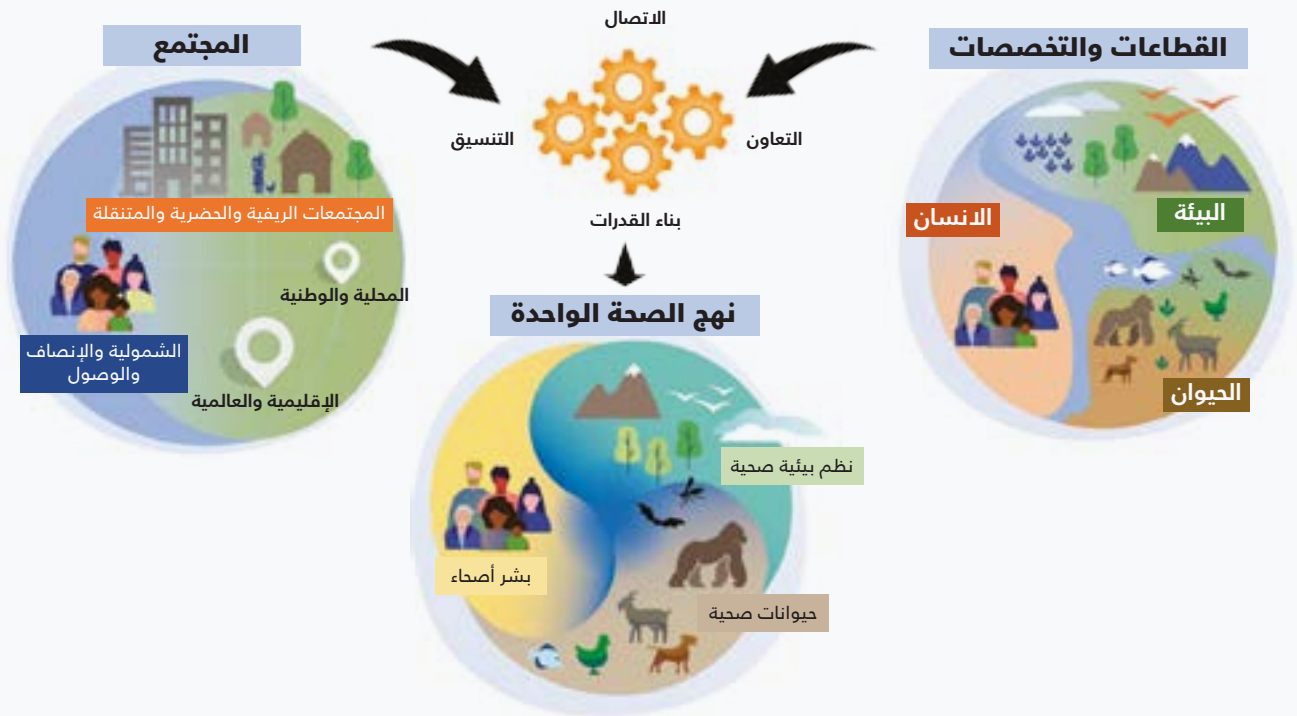 القطاعات والتخصصات
البيئة
الانسان
الحيوان
الاتصال
التعاون
التنسيق
بناء القدرات
المجتمع
المجتمعات الريفية والحضرية والمتنقلة
المحلية والوطنية
الشمولية والإنصاف
والوصول
الإقليمية والعالمية
نهج الصحة الواحدة
نظم بيئية صحية
بشر أصحاء
حيوانات صحية